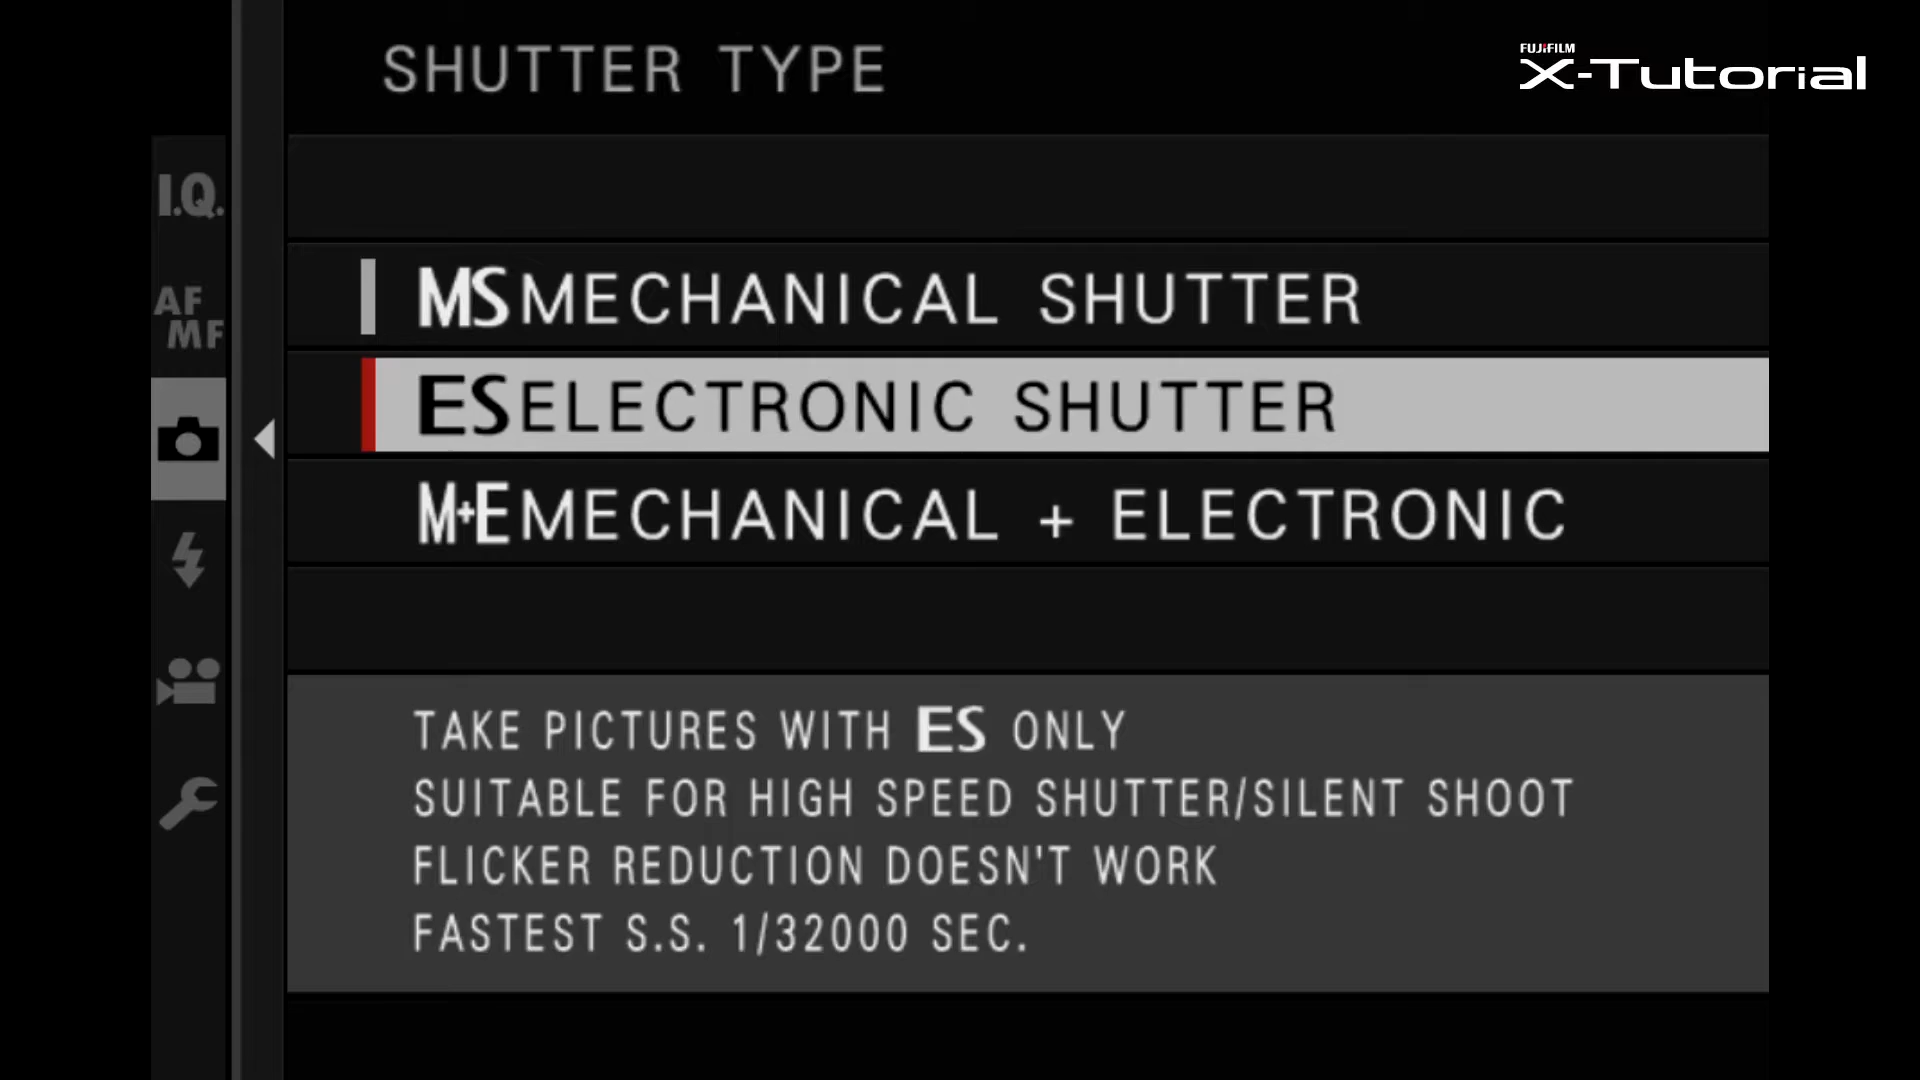 SHUTTER TYPE
FUJIFILM
X-Tutorial
I.Q.
AF
MF
MS MECHANICAL SHUTTER
ES ELECTRONIC SHUTTER
M+E MECHANICAL + ELECTRONIC
TAKE PICTURES WITH ES ONLY
SUITABLE FOR HIGH SPEED SHUTTER/SILENT SHOOT
FLICKER REDUCTION DOESN'T WORK
FASTEST S.S. 1/32000 SEC.